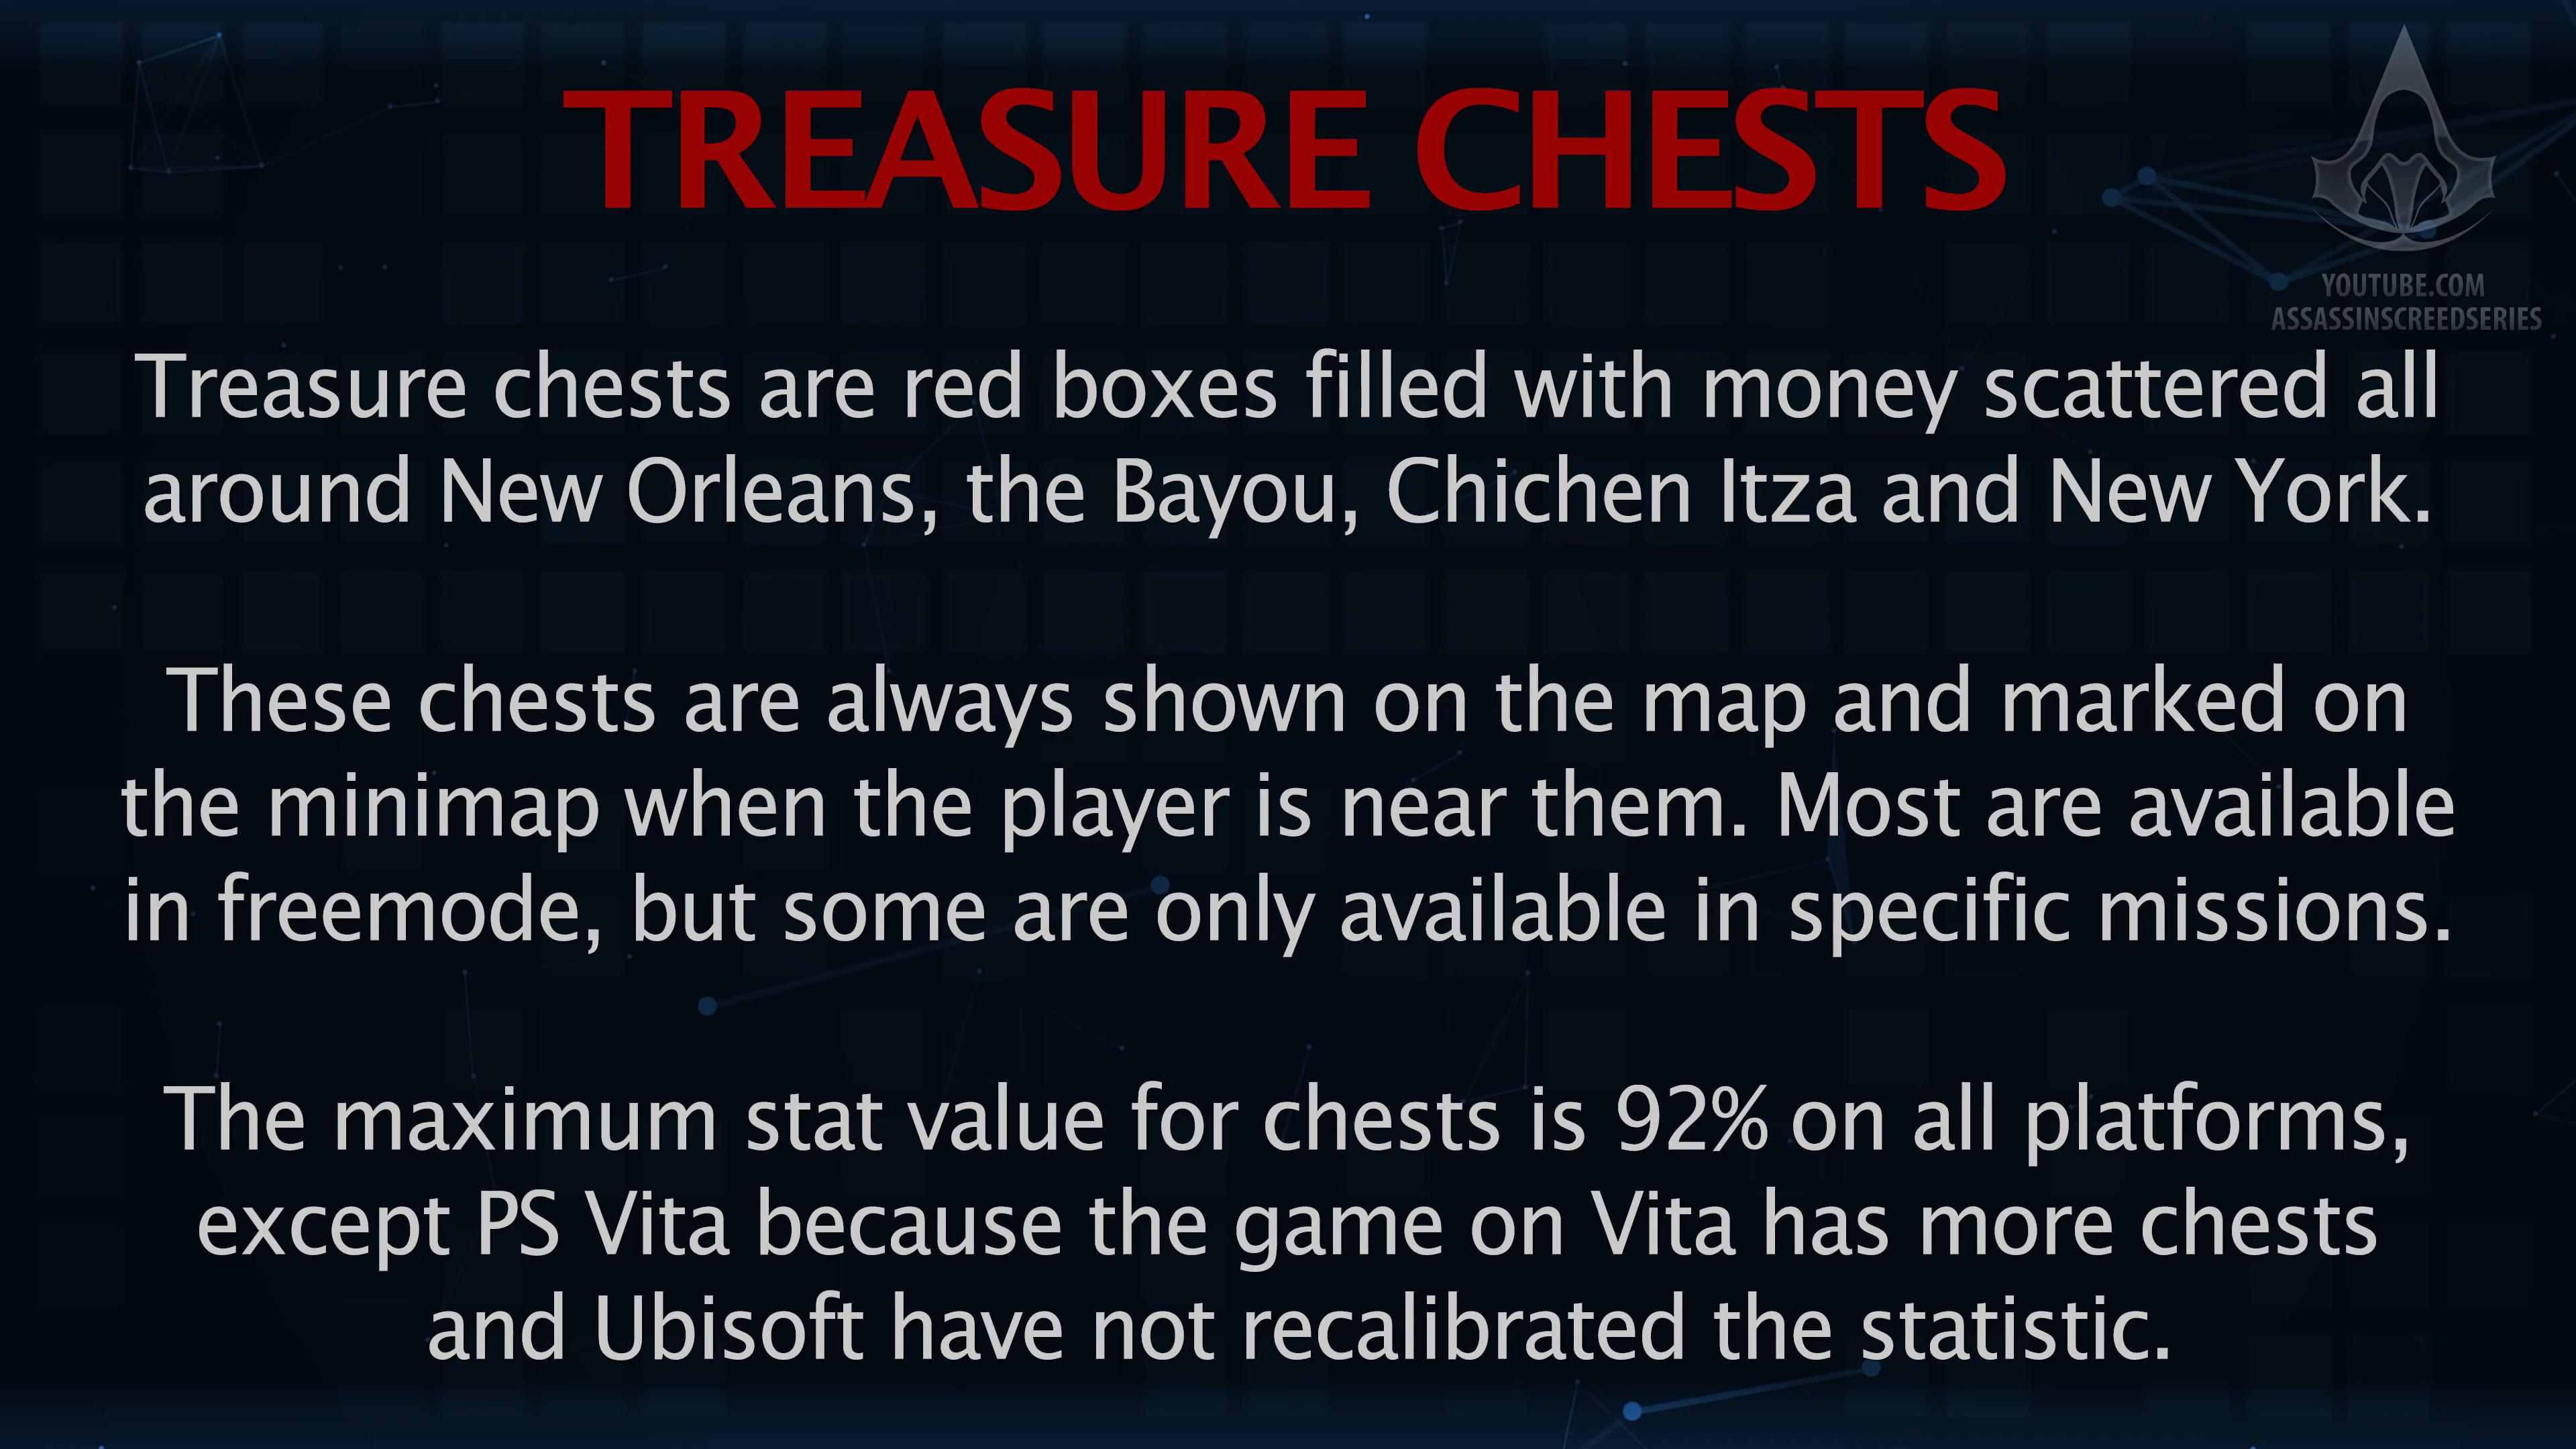 TREASURE CHESTS
YOUTUBE.COM
ASSASSINSCREEDSERIES
Treasure chests are red boxes filled with money scattered all
around New Orleans, the Bayou, Chichen Itza and New York.
These chests are always shown on the map and marked on
the minimap when the player is near them. Most are available
in freemode, but some are only available in specific missions.
The maximum stat value for chests is 92% on all platforms,
except PS Vita because the game on Vita has more chests
and Ubisoft have not recalibrated the statistic.